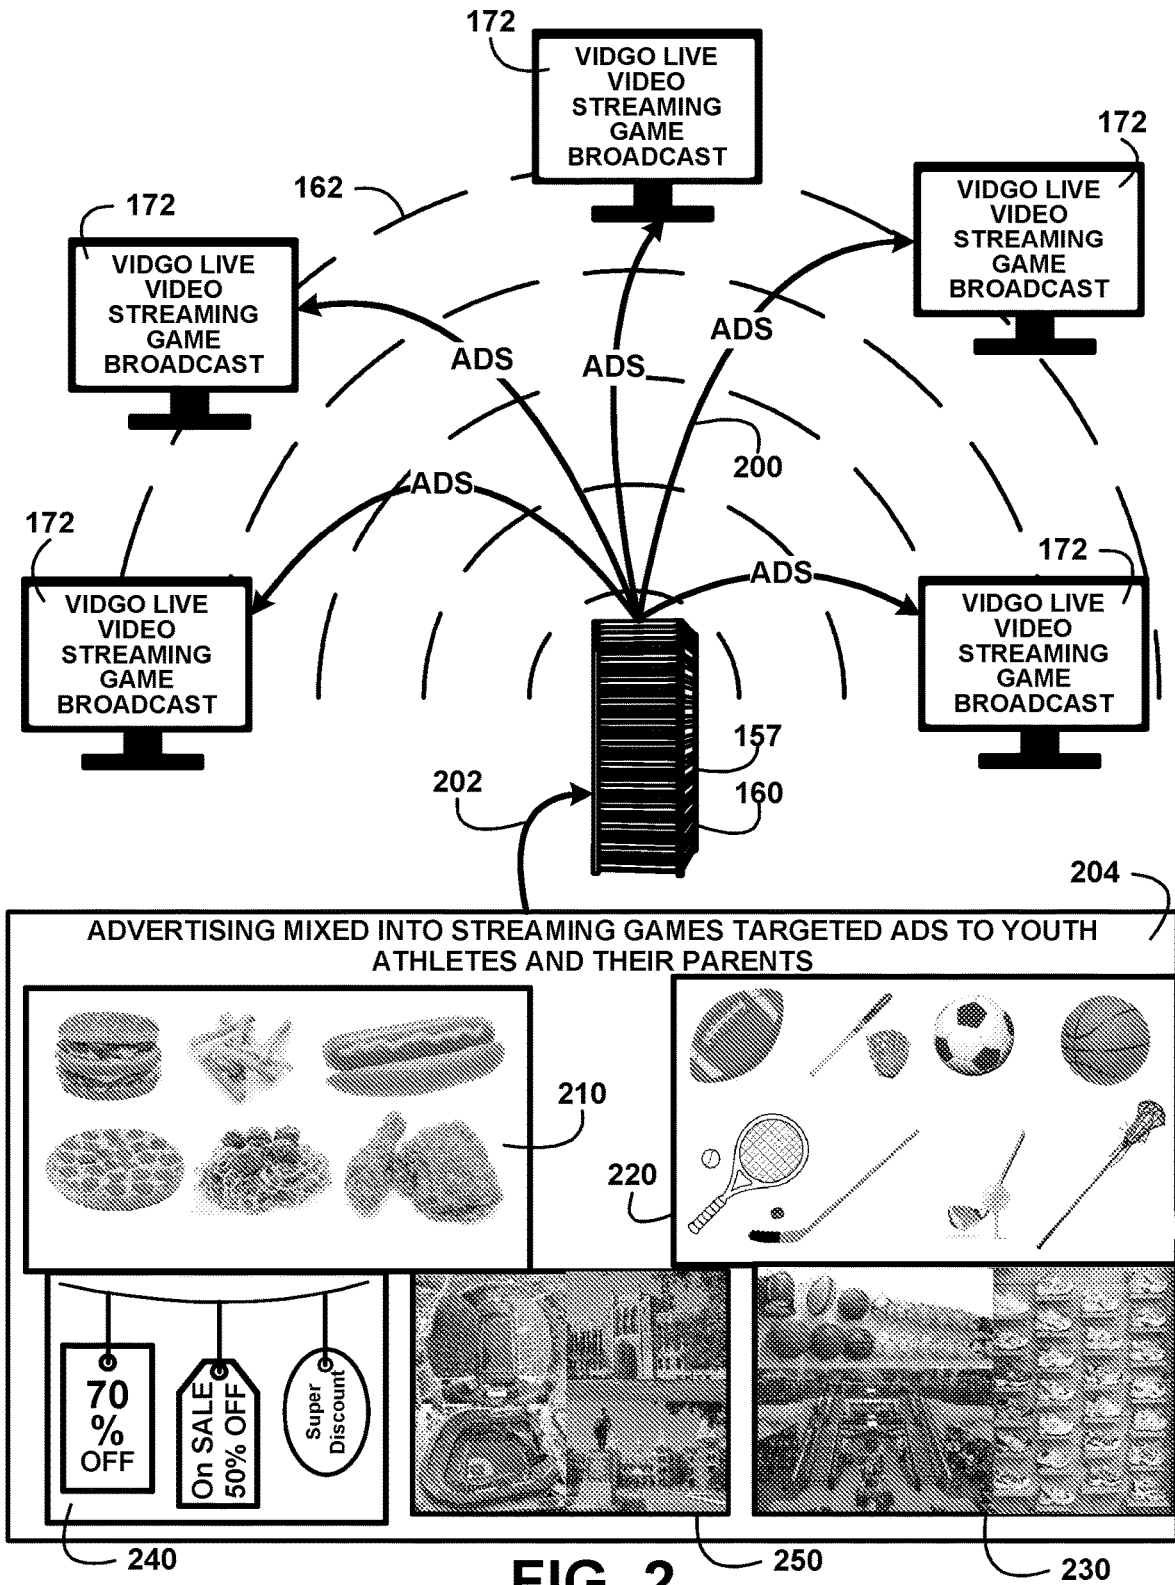 172
VIDGO LIVE
VIDEO
STREAMING
GAME
BROADCAST
172
VIDGO LIVE
VIDEO
STREAMING
GAME
BROADCAST
162
172
VIDGO LIVE
VIDEO
STREAMING
GAME
BROADCAST
ADS
ADS
ADS
200
ADS
172
VIDGO LIVE
VIDEO
STREAMING
GAME
BROADCAST
ADS
172
VIDGO LIVE
VIDEO
STREAMING
GAME
BROADCAST
157
202
160
204
ADVERTISING MIXED INTO STREAMING GAMES TARGETED ADS TO YOUTH
ATHLETES AND THEIR PARENTS
210
220
70
%
OFF
On SALE
50% OFF
Super
Discount
240
250
230
FIG. 2